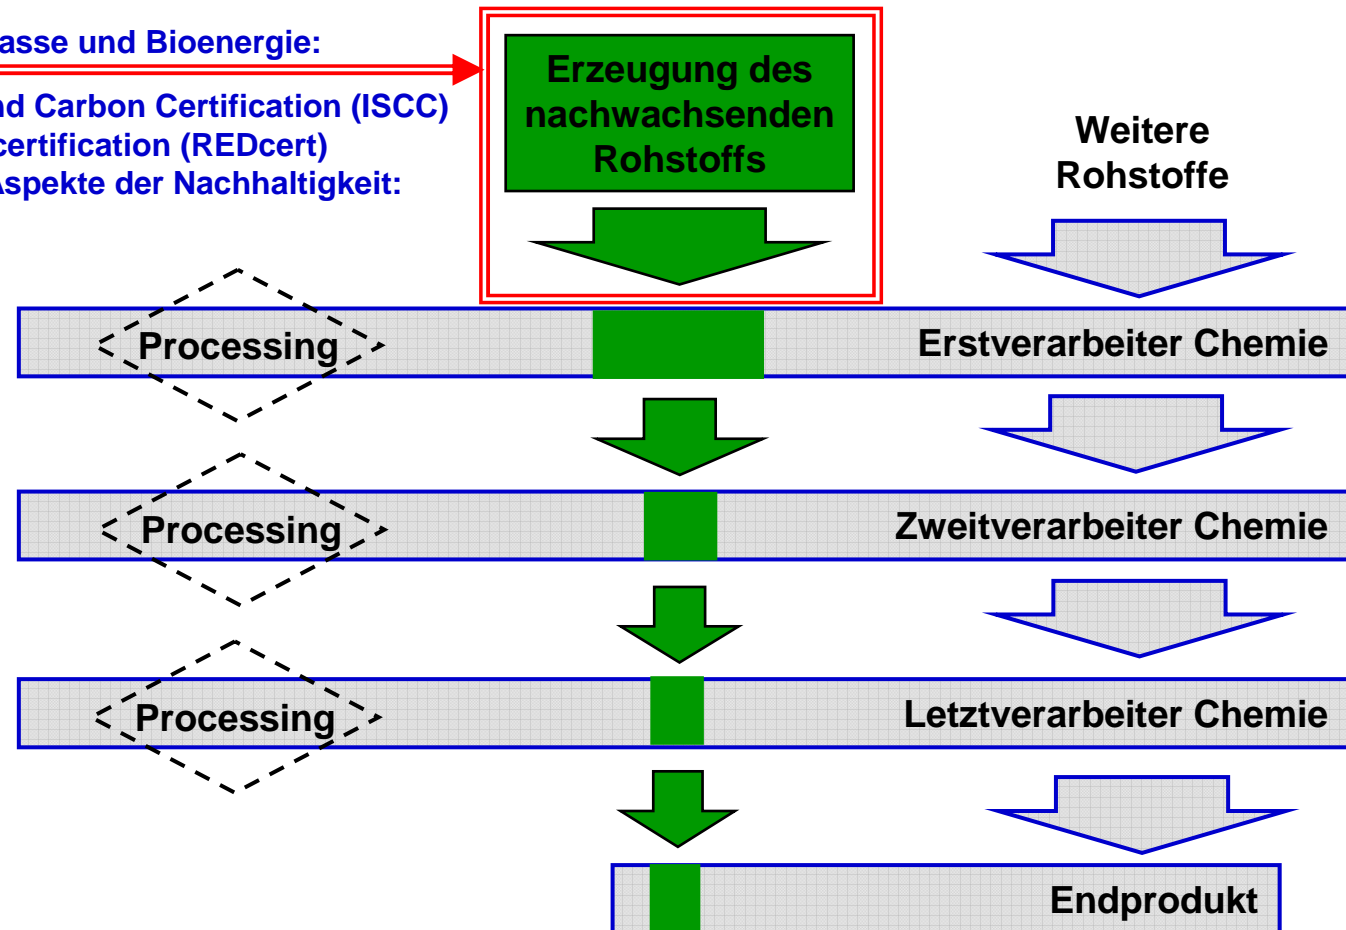 asse und Bioenergie:
nd Carbon Certification (ISCC)
certification (REDcert)
Aspekte der Nachhaltigkeit:
Erzeugung des
nachwachsenden
Rohstoffs
Weitere
Rohstoffe
Processing
Erstverarbeiter Chemie
Processing
Zweitverarbeiter Chemie
Processing
Letztverarbeiter Chemie
Endprodukt